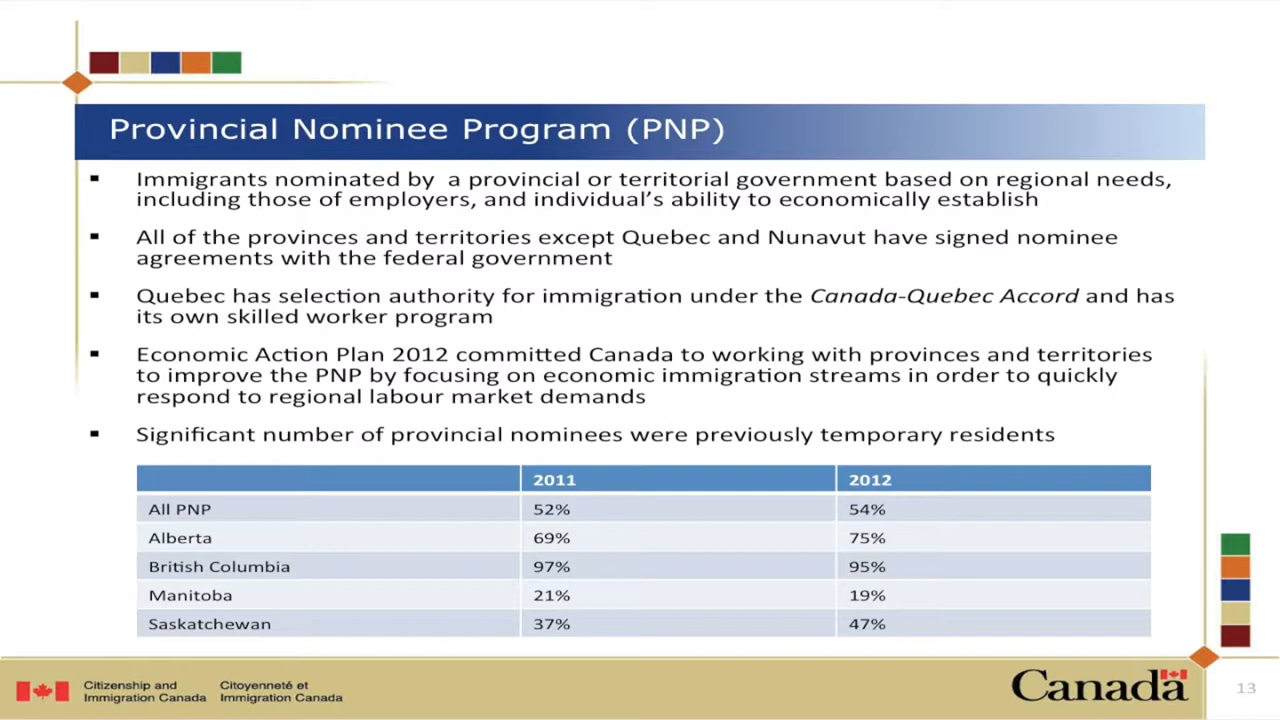 Provincial Nominee Program (PNP)
▪ Immigrants nominated by a provincial or territorial government based on regional needs,
including those of employers, and individual's ability to economically establish
▪ All of the provinces and territories except Quebec and Nunavut have signed nominee
agreements with the federal government
▪ Quebec has selection authority for immigration under the Canada-Quebec Accord and has
its own skilled worker program
▪ Economic Action Plan 2012 committed Canada to working with provinces and territories
to improve the PNP by focusing on economic immigration streams in order to quickly
respond to regional labour market demands
▪ Significant number of provincial nominees were previously temporary residents
2011 2012
All PNP 52% 54%
Alberta 69% 75%
British Columbia 97% 95%
Manitoba 21% 19%
Saskatchewan 37% 47%
Citizenship and Citoyenneté et
Immigration Canada Immigration Canada
Canada
13